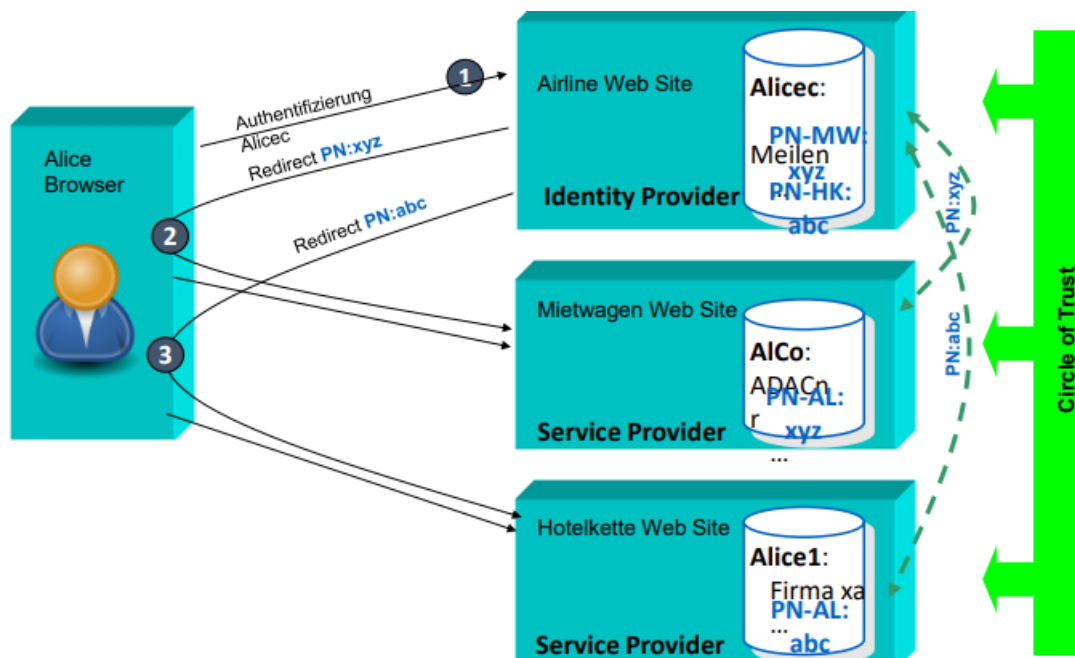 Alice
Browser
1
Authentifizierung
Alicec
Redirect PN:xyz
2
Redirect PN:abc
3
Airline Web Site
Identity Provider
Alicec:
PN-MW:
Meilen
xyz
..
PN-HK:
abc
Mietwagen Web Site
Service Provider
AlCo:
ADACn
PN-AL:
r
xyz
...
Hotelkette Web Site
Service Provider
Alice1:
Firma xa
PN-AL:
...
abc
PN:xyz
PN:abc
Circle of Trust